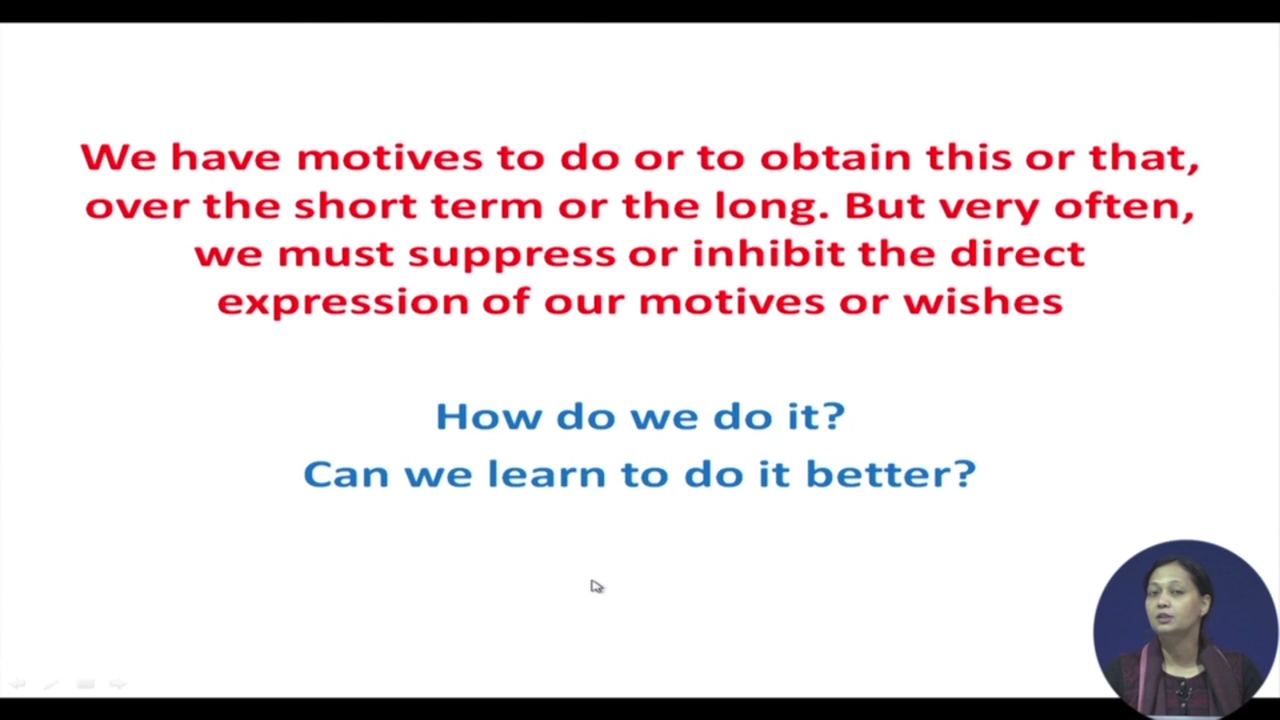 We have motives to do or to obtain this or that,
over the short term or the long. But very often,
we must suppress or inhibit the direct
expression of our motives or wishes
How do we do it?
Can we learn to do it better?